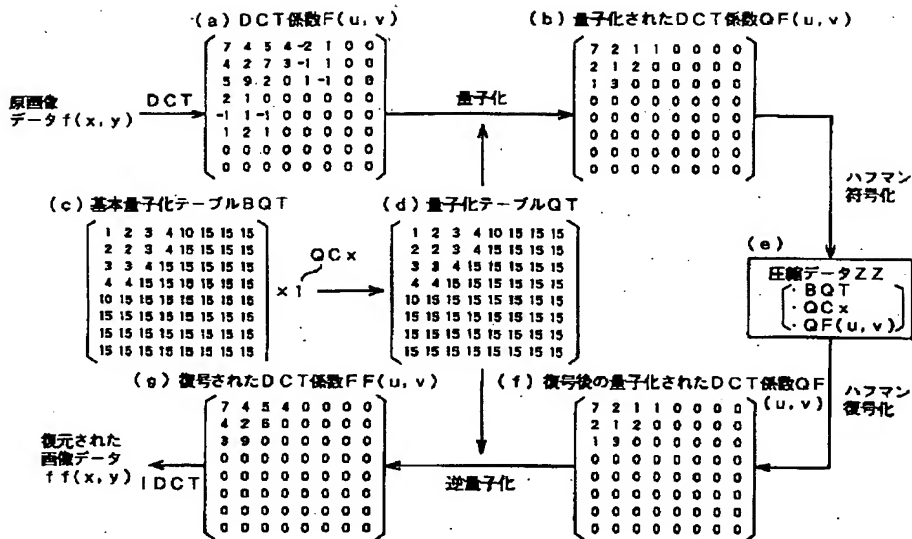 (a) DCT係数F(u, v)
7 4 5 4 -2 1 0 0
4 2 7 3 -1 1 0 0
5 9 2 0 1 -1 0 0
2 1 0 0 0 0 0 0
-1 1 -1 0 0 0 0 0
1 2 1 0 0 0 0 0
0 0 0 0 0 0 0 0
0 0 0 0 0 0 0 0
(b) 量子化されたDCT係数QF(u, v)
7 2 1 1 0 0 0 0
2 1 2 0 0 0 0 0
1 3 0 0 0 0 0 0
0 0 0 0 0 0 0 0
0 0 0 0 0 0 0 0
0 0 0 0 0 0 0 0
0 0 0 0 0 0 0 0
0 0 0 0 0 0 0 0
原画像
データf(x, y)
DCT
量子化
ハフマン
符号化
(c) 基本量子化テーブルBQT
1 2 3 4 10 15 15 15
2 2 3 4 15 15 15 15
3 3 4 15 15 15 15 15
4 4 15 15 15 15 15 15
10 15 15 15 15 15 15 15
15 15 15 15 15 15 15 15
15 15 15 15 15 15 15 15
15 15 15 15 15 15 15 15
QCx
×1
(d) 量子化テーブルQT
1 2 3 4 10 15 15 15
2 2 3 4 15 15 15 15
3 3 4 15 15 15 15 15
4 4 15 15 15 15 15 15
10 15 15 15 15 15 15 15
15 15 15 15 15 15 15 15
15 15 15 15 15 15 15 15
15 15 15 15 15 15 15 15
(e)
圧縮データZZ
・BQT
・QCx
・QF(u, v)
ハフマン
復号化
(f) 復号後の量子化されたDCT係数QF
(u, v)
7 2 1 1 0 0 0 0
2 1 2 0 0 0 0 0
1 3 0 0 0 0 0 0
0 0 0 0 0 0 0 0
0 0 0 0 0 0 0 0
0 0 0 0 0 0 0 0
0 0 0 0 0 0 0 0
0 0 0 0 0 0 0 0
逆量子化
(g) 復号されたDCT係数FF(u, v)
7 4 5 4 0 0 0 0
4 2 6 0 0 0 0 0
3 9 0 0 0 0 0 0
0 0 0 0 0 0 0 0
0 0 0 0 0 0 0 0
0 0 0 0 0 0 0 0
0 0 0 0 0 0 0 0
0 0 0 0 0 0 0 0
IDCT
復元された
画像データ
ff(x, y)